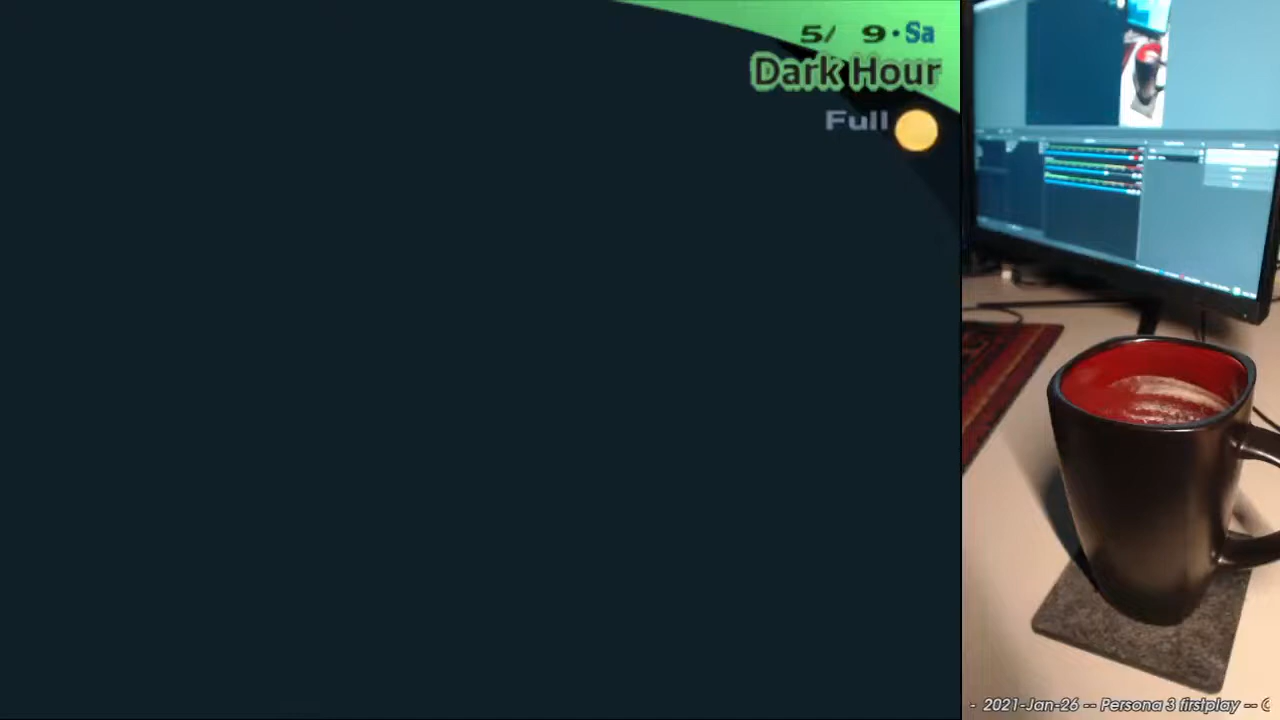 5/ 9·Sa
Dark Hour
Full
- 2021-Jan-26 -- Persona 3 firstplay -- C